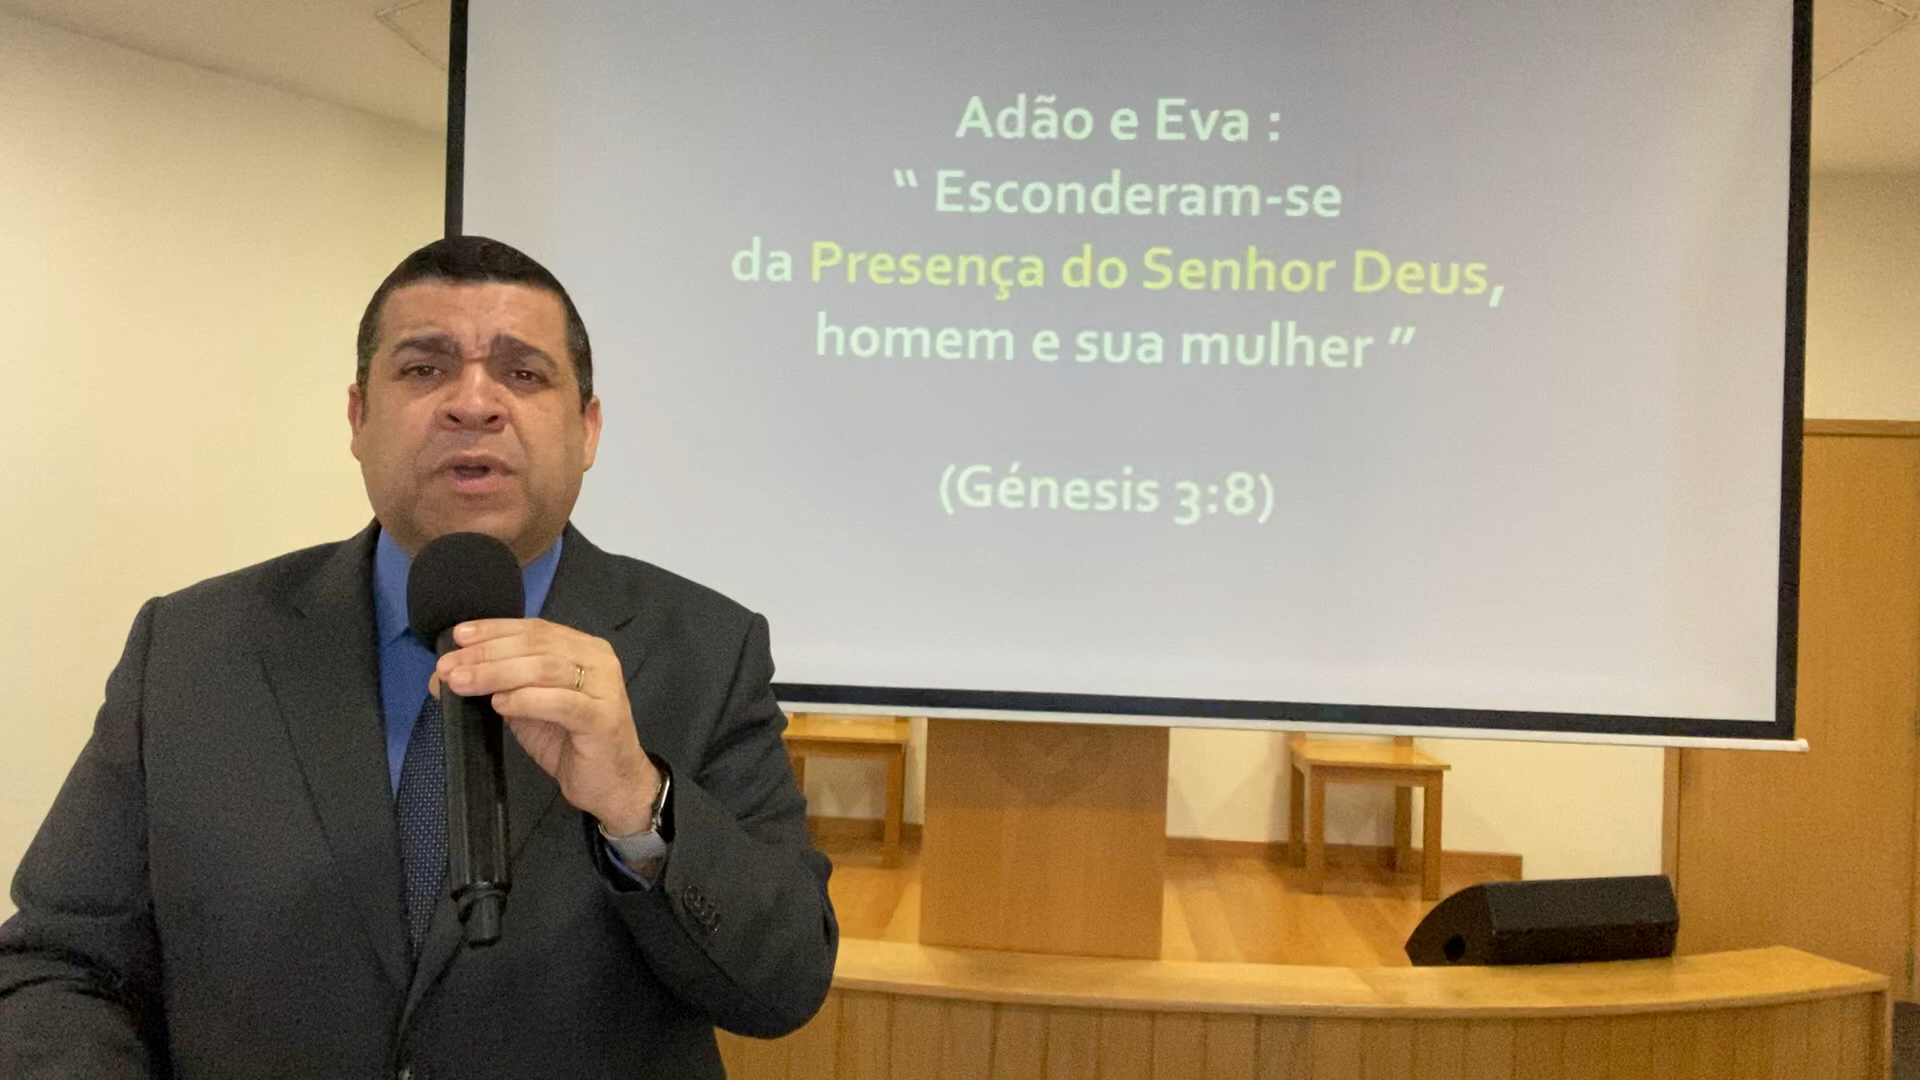 Adão e Eva :
“ Esconderam-se
da Presença do Senhor Deus,
homem e sua mulher ”
(Génesis 3:8)